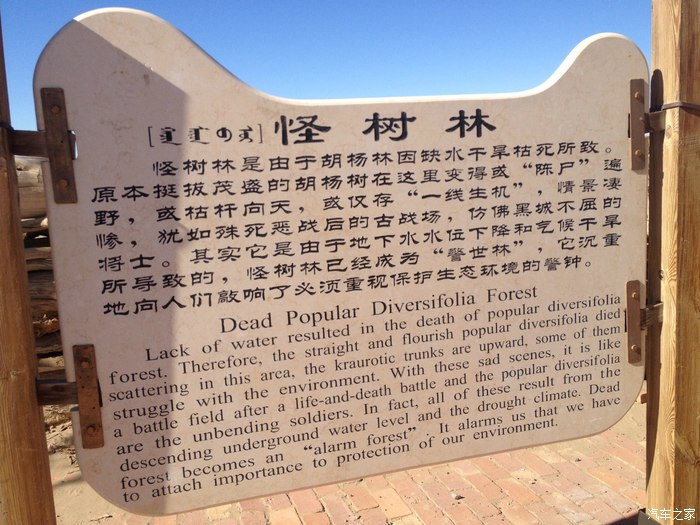 怪树林
怪树林是由于胡杨林因缺水干旱枯死所致。
原本挺拔茂盛的胡杨树在这里变得或“陈尸”遍
野，或枯杆向天，或仅存“一线生机”，情景凄
惨，犹如殊死恶战后的古战场，仿佛黑城不屈的
将士。其实它是由于地下水水位下降和气候干旱
所导致的，怪树林已经成为“警世林”，它沉重
地向人们敲响了必须重视保护生态环境的警钟。
Dead Popular Diversifolia Forest
Lack of water resulted in the death of popular diversifolia
forest. Therefore, the straight and flourish popular diversifolia died
scattering in this area, the kraurotic trunks are upward, some of them
struggle with the environment. With these sad scenes, it is like
a battle field after a life-and-death battle and the popular diversifolia
are the unbending soldiers. In fact, all of these result from the
descending underground water level and the drought climate. Dead
forest becomes an “alarm forest”. It alarms us that we have
to attach importance to protection of our environment.
汽车之家